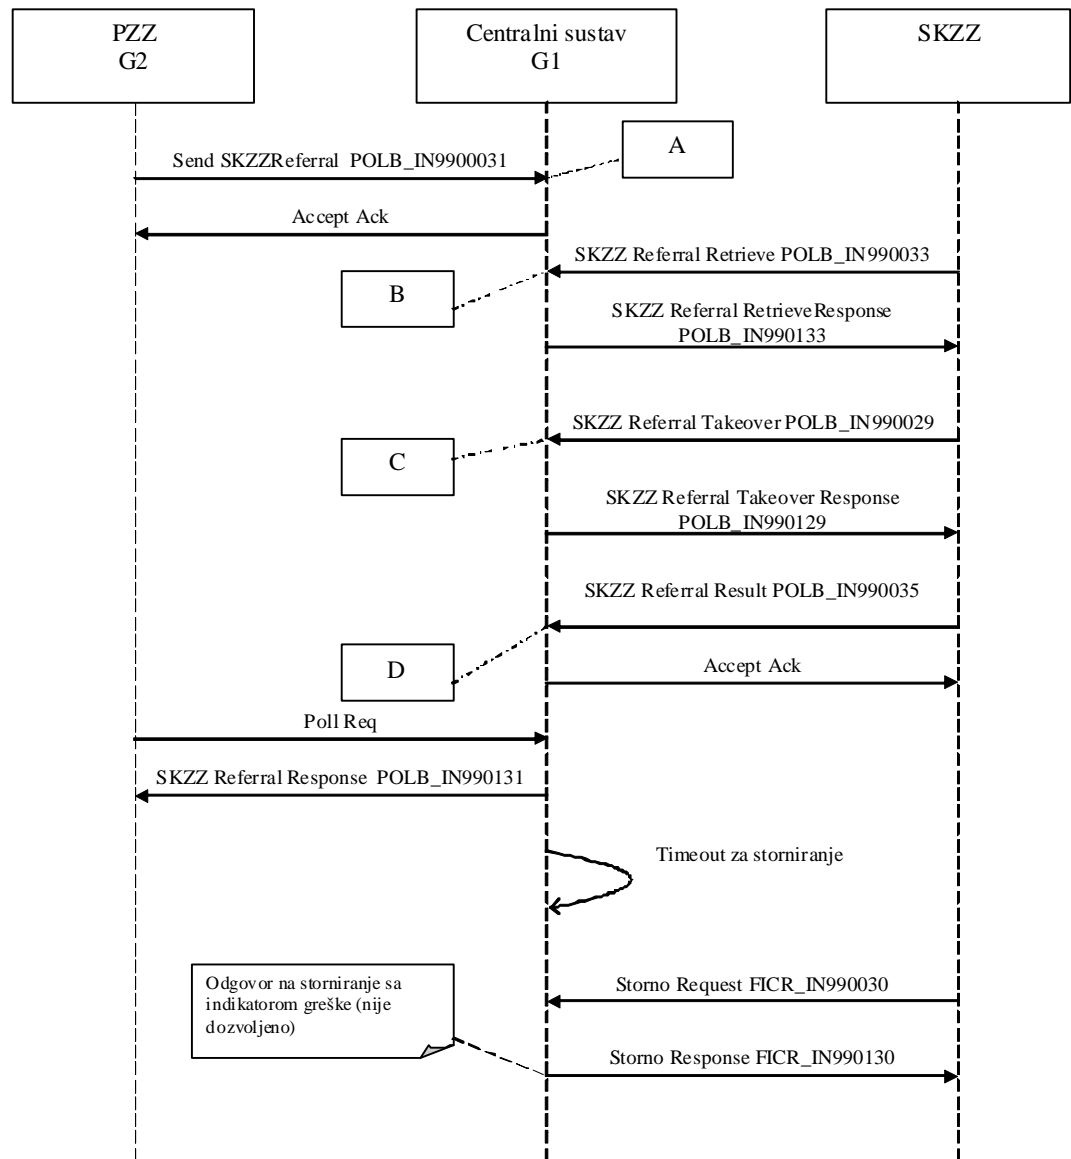 PZZ
G2
Centralni sustav
G1
SKZZ
A
Send SKZZReferral POLB_IN9900031
Accept Ack
SKZZ Referral Retrieve POLB_IN990033
B
SKZZ Referral RetrieveResponse
POLB_IN990133
SKZZ Referral Takeover POLB_IN990029
C
SKZZ Referral Takeover Response
POLB_IN990129
SKZZ Referral Result POLB_IN990035
D
Accept Ack
Poll Req
SKZZ Referral Response POLB_IN990131
Timeout za storniranje
Odgovor na storniranje sa
indikatorom greške (nije
dozvoljeno)
Storno Request FICR_IN990030
Storno Response FICR_IN990130